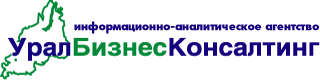 информационно-аналитическое агентство
УралБизнесКонсалтинг